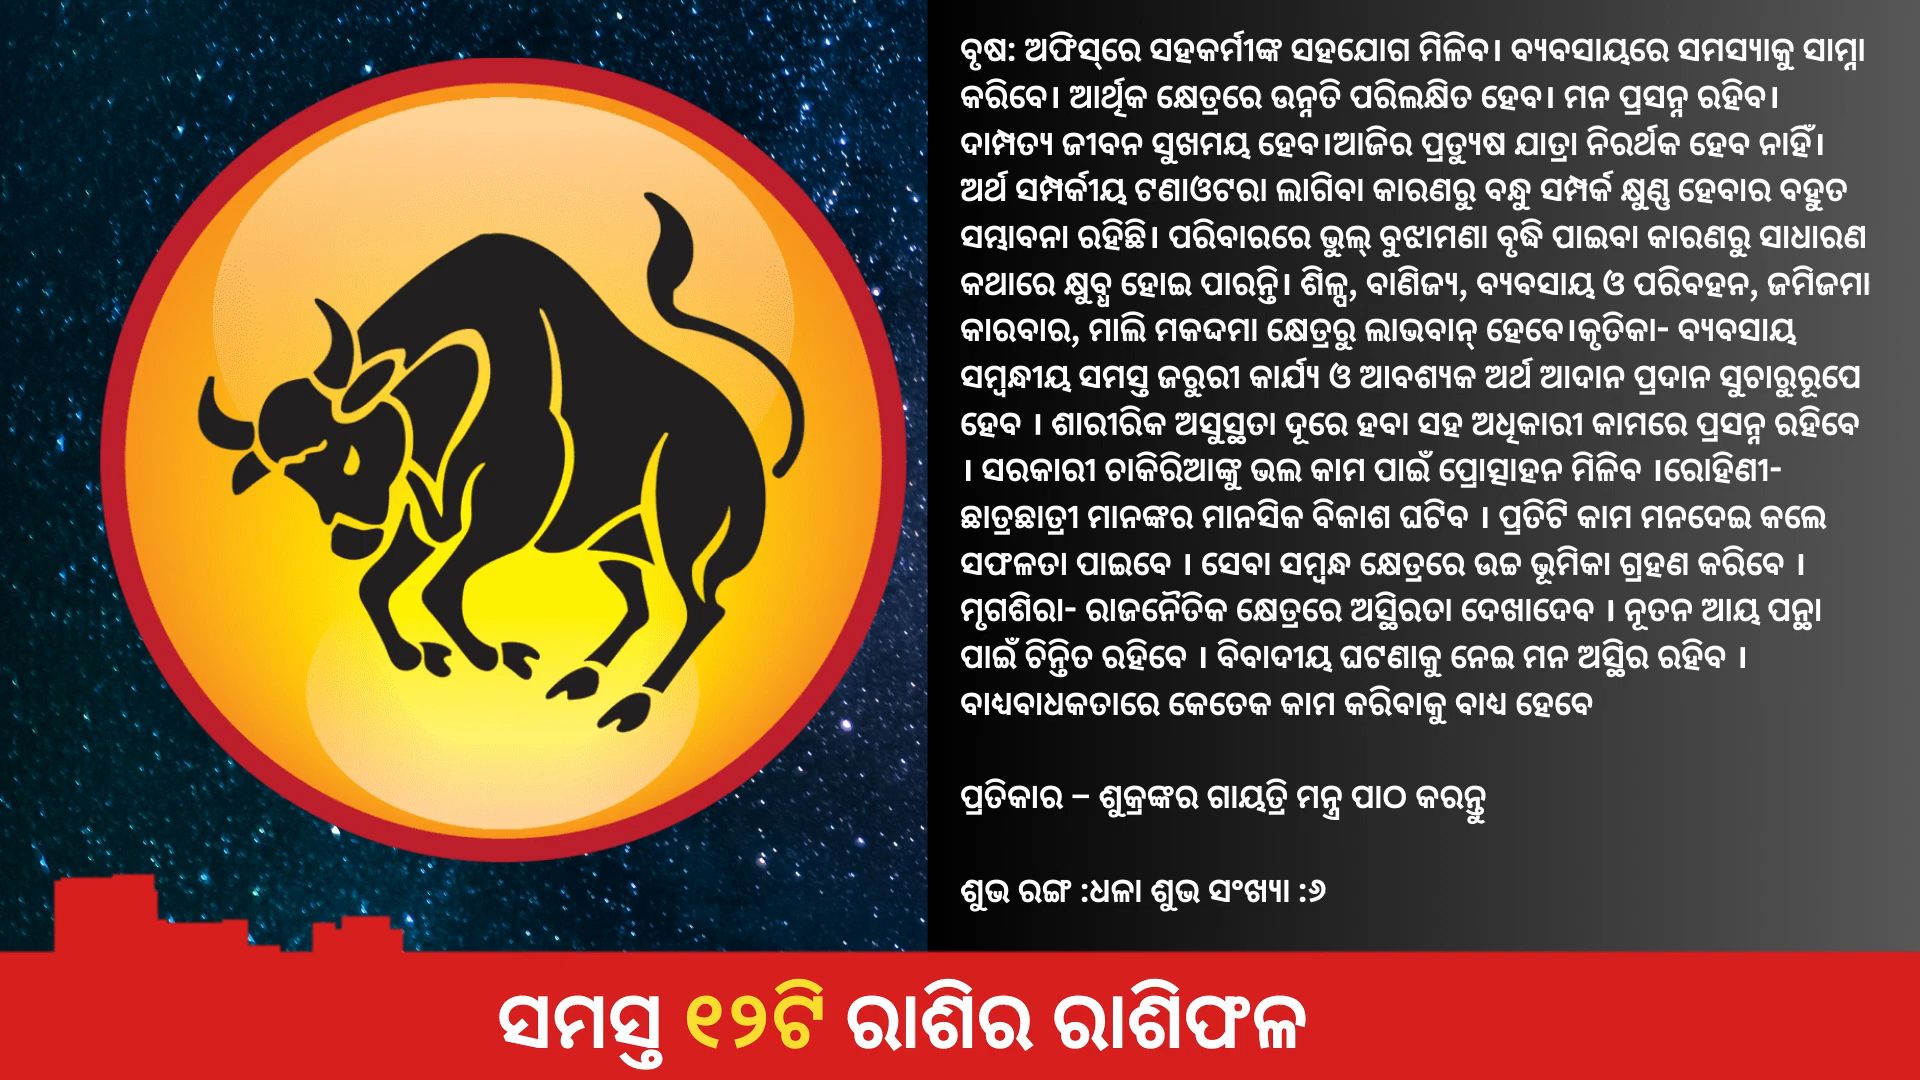 ବୃଷ: ଅଫିସ୍‌ରେ ସହକର୍ମୀଙ୍କ ସହଯୋଗ ମିଳିବ। ବ୍ୟବସାୟରେ ସମସ୍ୟାକୁ ସାମ୍ନା
କରିବେ। ଆର୍ଥିକ କ୍ଷେତ୍ରରେ ଉନ୍ନତି ପରିଲକ୍ଷିତ ହେବ। ମନ ପ୍ରସନ୍ନ ରହିବ।
ଦାମ୍ପତ୍ୟ ଜୀବନ ସୁଖମୟ ହେବ।ଆଜିର ପ୍ରତ୍ୟୁଷ ଯାତ୍ରା ନିରର୍ଥକ ହେବ ନାହିଁ।
ଅର୍ଥ ସମ୍ପର୍କୀୟ ଟଣାଓଟରା ଲାଗିବା କାରଣରୁ ବନ୍ଧୁ ସମ୍ପର୍କ କ୍ଷୁଣ୍ଣ ହେବାର ବହୁତ
ସମ୍ଭାବନା ରହିଛି। ପରିବାରରେ ଭୁଲ୍ ବୁଝାମଣା ବୃଦ୍ଧି ପାଇବା କାରଣରୁ ସାଧାରଣ
କଥାରେ କ୍ଷୁବ୍ଧ ହୋଇ ପାରନ୍ତି। ଶିଳ୍ପ, ବାଣିଜ୍ୟ, ବ୍ୟବସାୟ ଓ ପରିବହନ, ଜମିଜମା
କାରବାର, ମାଲି ମକଦ୍ଦମା କ୍ଷେତ୍ରରୁ ଲାଭବାନ୍ ହେବେ।କୃତିକା- ବ୍ୟବସାୟ
ସମ୍ବନ୍ଧୀୟ ସମସ୍ତ ଜରୁରୀ କାର୍ଯ୍ୟ ଓ ଆବଶ୍ୟକ ଅର୍ଥ ଆଦାନ ପ୍ରଦାନ ସୁଚାରୁରୂପେ
ହେବ । ଶାରୀରିକ ଅସୁସ୍ଥତା ଦୂରେ ହବା ସହ ଅଧିକାରୀ କାମରେ ପ୍ରସନ୍ନ ରହିବେ
। ସରକାରୀ ଚାକିରିଆଙ୍କୁ ଭଲ କାମ ପାଇଁ ପ୍ରୋତ୍ସାହନ ମିଳିବ ।ରୋହିଣୀ-
ଛାତ୍ରଛାତ୍ରୀ ମାନଙ୍କର ମାନସିକ ବିକାଶ ଘଟିବ । ପ୍ରତିଟି କାମ ମନଦେଇ କଲେ
ସଫଳତା ପାଇବେ । ସେବା ସମ୍ବନ୍ଧ କ୍ଷେତ୍ରରେ ଉଚ୍ଚ ଭୂମିକା ଗ୍ରହଣ କରିବେ ।
ମୃଗଶିରା- ରାଜନୈତିକ କ୍ଷେତ୍ରରେ ଅସ୍ଥିରତା ଦେଖାଦେବ । ନୂତନ ଆୟ ପନ୍ଥା
ପାଇଁ ଚିନ୍ତିତ ରହିବେ । ବିବାଦୀୟ ଘଟଣାକୁ ନେଇ ମନ ଅସ୍ଥିର ରହିବ ।
ବାଧ୍ୟବାଧକତାରେ କେତେକ କାମ କରିବାକୁ ବାଧ୍ୟ ହେବେ
ପ୍ରତିକାର – ଶୁକ୍ରଙ୍କର ଗାୟତ୍ରି ମନ୍ତ୍ର ପାଠ କରନ୍ତୁ
ଶୁଭ ରଙ୍ଗ :ଧଳା ଶୁଭ ସଂଖ୍ୟା :୬
ସମସ୍ତ ୧୨ଟି ରାଶିର ରାଶିଫଳ